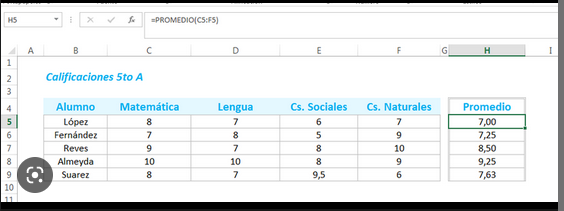 H5 fx =PROMEDIO(C5:F5)
A B C D E F G H I
1
2 Calificaciones 5to A
3
4 Alumno Matemática Lengua Cs. Sociales Cs. Naturales Promedio
5 López 8 7 6 7 7,00
6 Fernández 7 8 5 9 7,25
7 Reves 9 7 8 10 8,50
8 Almeyda 10 10 8 9 9,25
9 Suarez 8 7 9,5 6 7,63
10
11